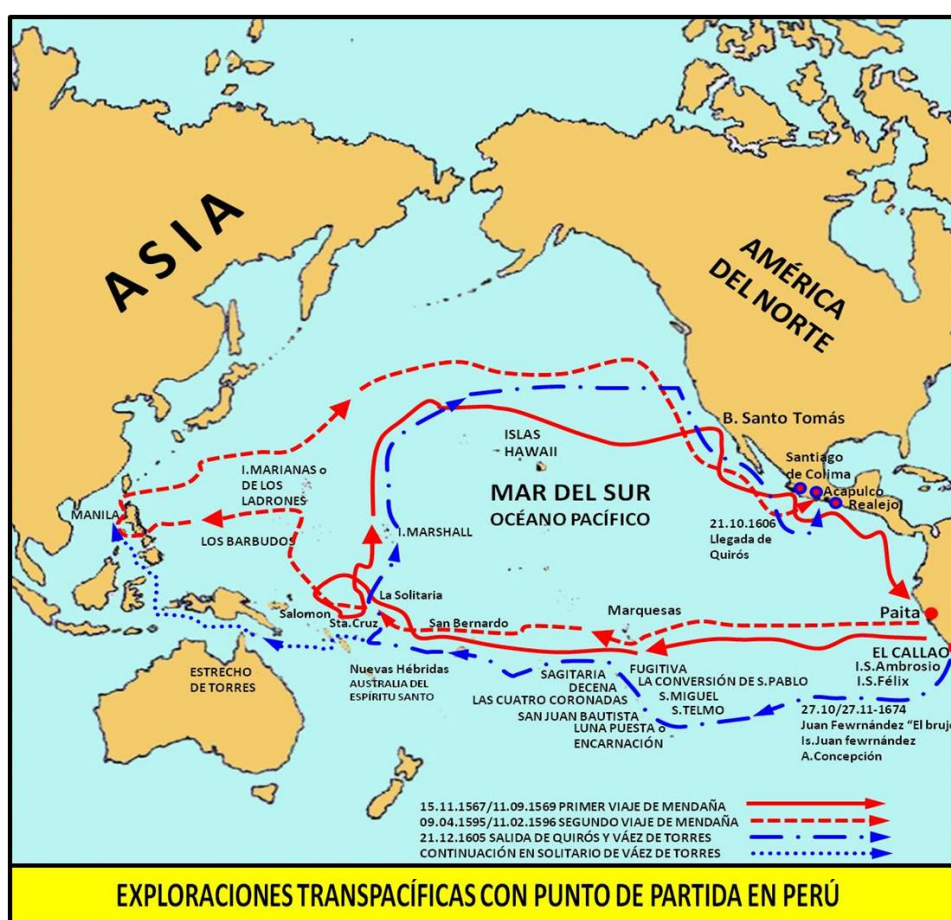 ASIA
AMÉRICA
DEL NORTE
B. Santo Tomás
Santiago
de Colima
Acapulco
Realejo
ISLAS
HAWAII
MAR DEL SUR
OCÉANO PACÍFICO
I.MARIANAS o
DE LOS
LADRONES
MANILA
LOS BARBUDOS
I.MARSHALL
21.10.1606
Llegada de
Quirós
La Solitaria
Salomon
Sta.Cruz
San Bernardo
Marquesas
Paita
EL CALLAO
I.S.Ambrosio
I.S.Félix
ESTRECHO
DE TORRES
Nuevas Hébridas
AUSTRALIA DEL
ESPÍRITU SANTO
SAGITARIA
DECENA
LAS CUATRO CORONADAS
SAN JUAN BAUTISTA
LUNA PUESTA o
ENCARNACIÓN
FUGITIVA
LA CONVERSIÓN DE S.PABLO
S.MIGUEL
S.TELMO
27.10/27.11-1674
Juan Fewrnández "El brujo
Is.Juan fewrnández
A.Concepción
15.11.1567/11.09.1569 PRIMER VIAJE DE MENDAÑA
09.04.1595/11.02.1596 SEGUNDO VIAJE DE MENDAÑA
21.12.1605 SALIDA DE QUIRÓS Y VÁEZ DE TORRES
CONTINUACIÓN EN SOLITARIO DE VÁEZ DE TORRES
EXPLORACIONES TRANSPACÍFICAS CON PUNTO DE PARTIDA EN PERÚ